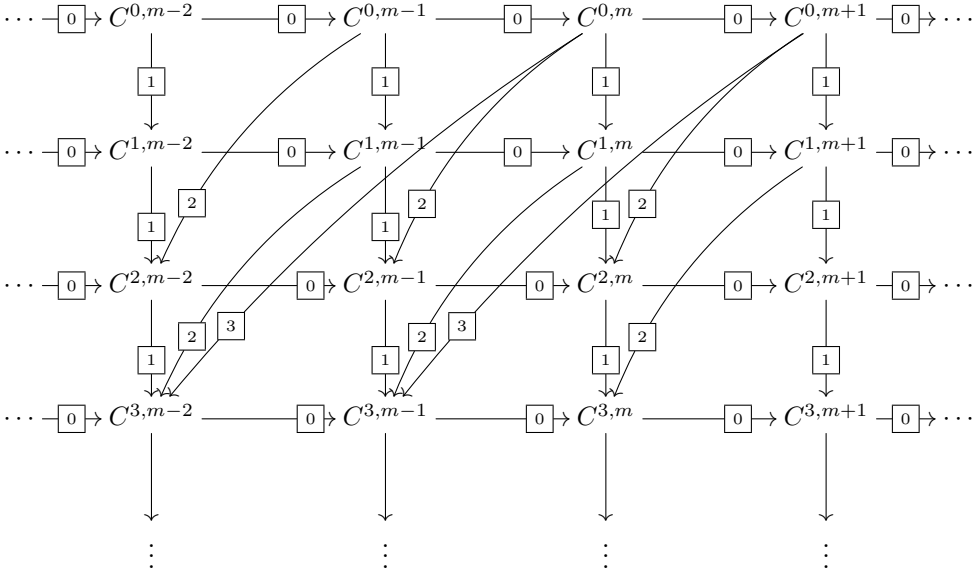 ⋯ 0 C^{0,m−2} 0 C^{0,m−1} 0 C^{0,m} 0 C^{0,m+1} 0 ⋯
1 1 1 1
⋯ 0 C^{1,m−2} 0 C^{1,m−1} 0 C^{1,m} 0 C^{1,m+1} 0 ⋯
1 2 1 2 1 2 1
⋯ 0 C^{2,m−2} 0 C^{2,m−1} 0 C^{2,m} 0 C^{2,m+1} 0 ⋯
1 2 3 1 2 3 1 2 1
⋯ 0 C^{3,m−2} 0 C^{3,m−1} 0 C^{3,m} 0 C^{3,m+1} 0 ⋯
⋮ ⋮ ⋮ ⋮